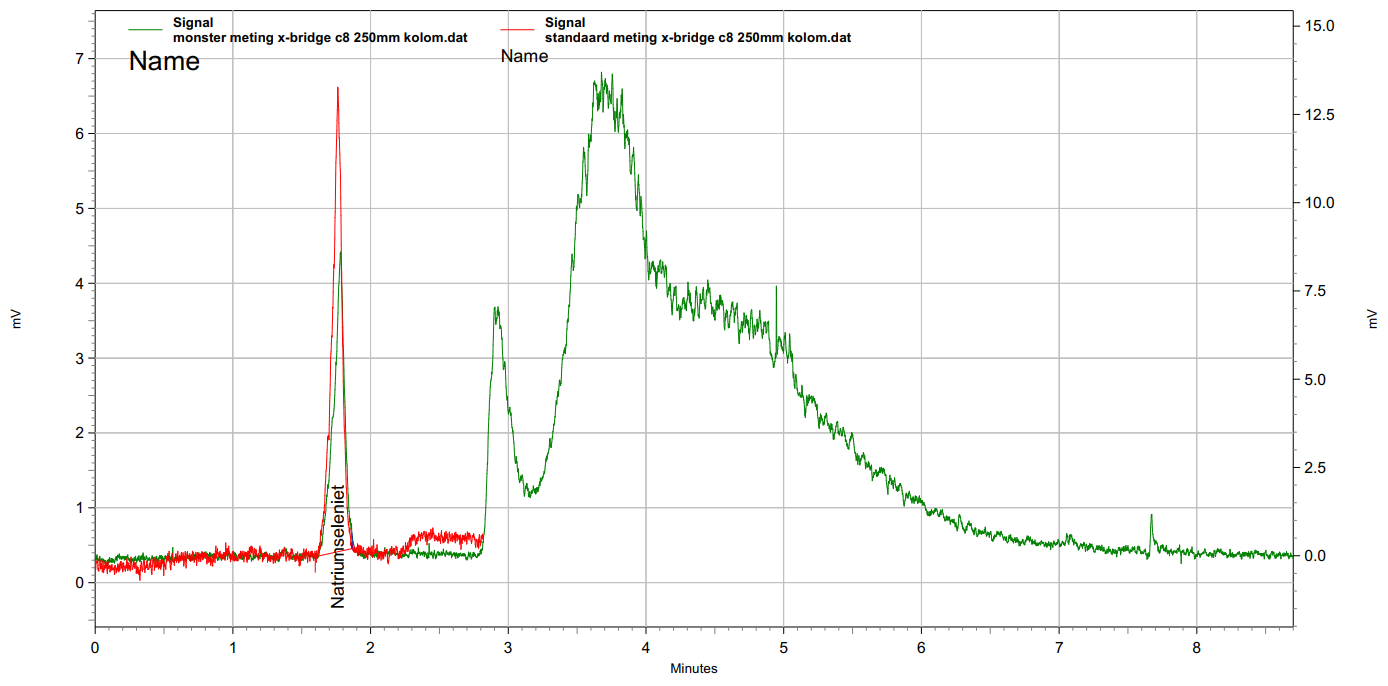 Signal
monster meting x-bridge c8 250mm kolom.dat
Name
Signal
standaard meting x-bridge c8 250mm kolom.dat
Name
7
6
5
4
3
2
1
0
mV
15.0
12.5
10.0
7.5
5.0
2.5
0.0
mV
Natriumseleniet
0 1 2 3 4 5 6 7 8
Minutes